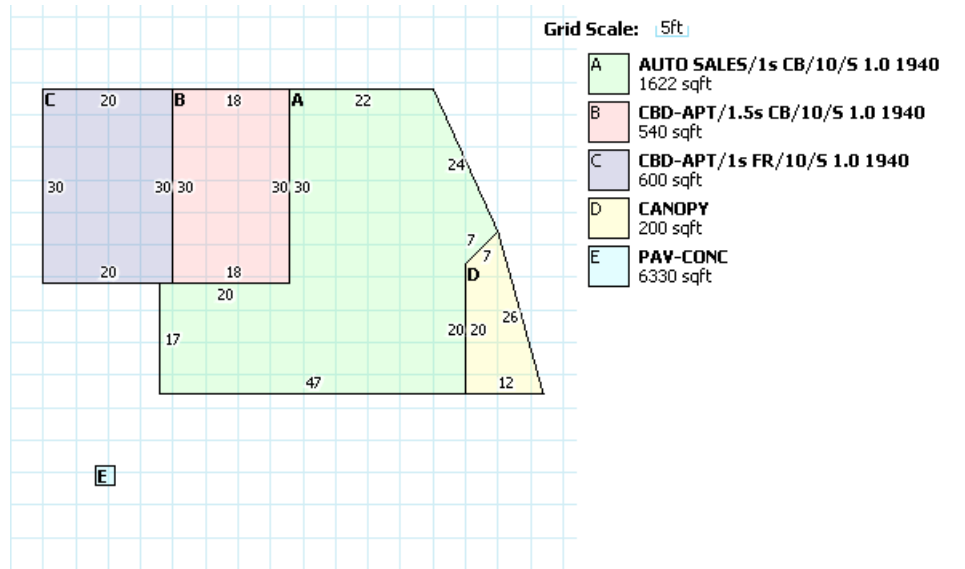 Grid Scale: 5ft
A AUTO SALES/1s CB/10/S 1.0 1940
1622 sqft
B CBD-APT/1.5s CB/10/S 1.0 1940
540 sqft
C CBD-APT/1s FR/10/S 1.0 1940
600 sqft
D CANOPY
200 sqft
E PAV-CONC
6330 sqft
C 20 B 18 A 22
24
30 30 30 30 30
7
7
20 18 D
20
26
20 20
17
47 12
E